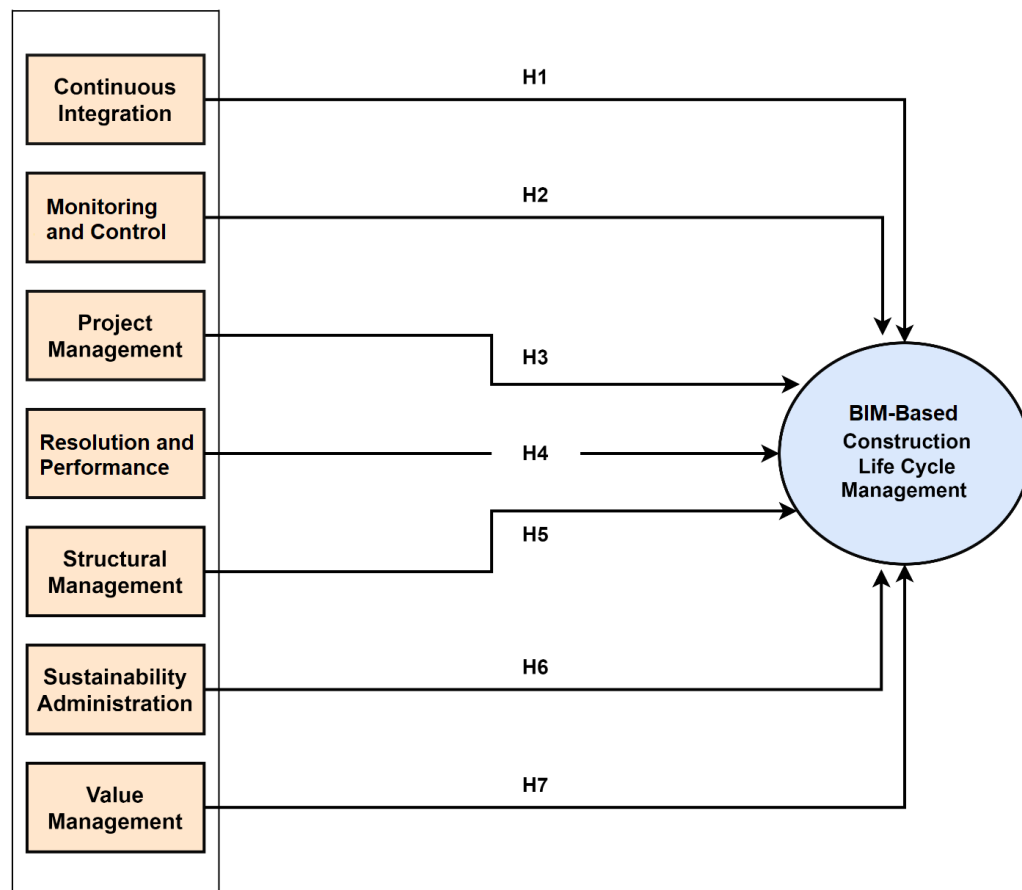 Continuous
Integration
H1
Monitoring
and Control
H2
Project
Management
H3
Resolution and
Performance
H4
Structural
Management
H5
Sustainability
Administration
H6
Value
Management
H7
BIM-Based
Construction
Life Cycle
Management